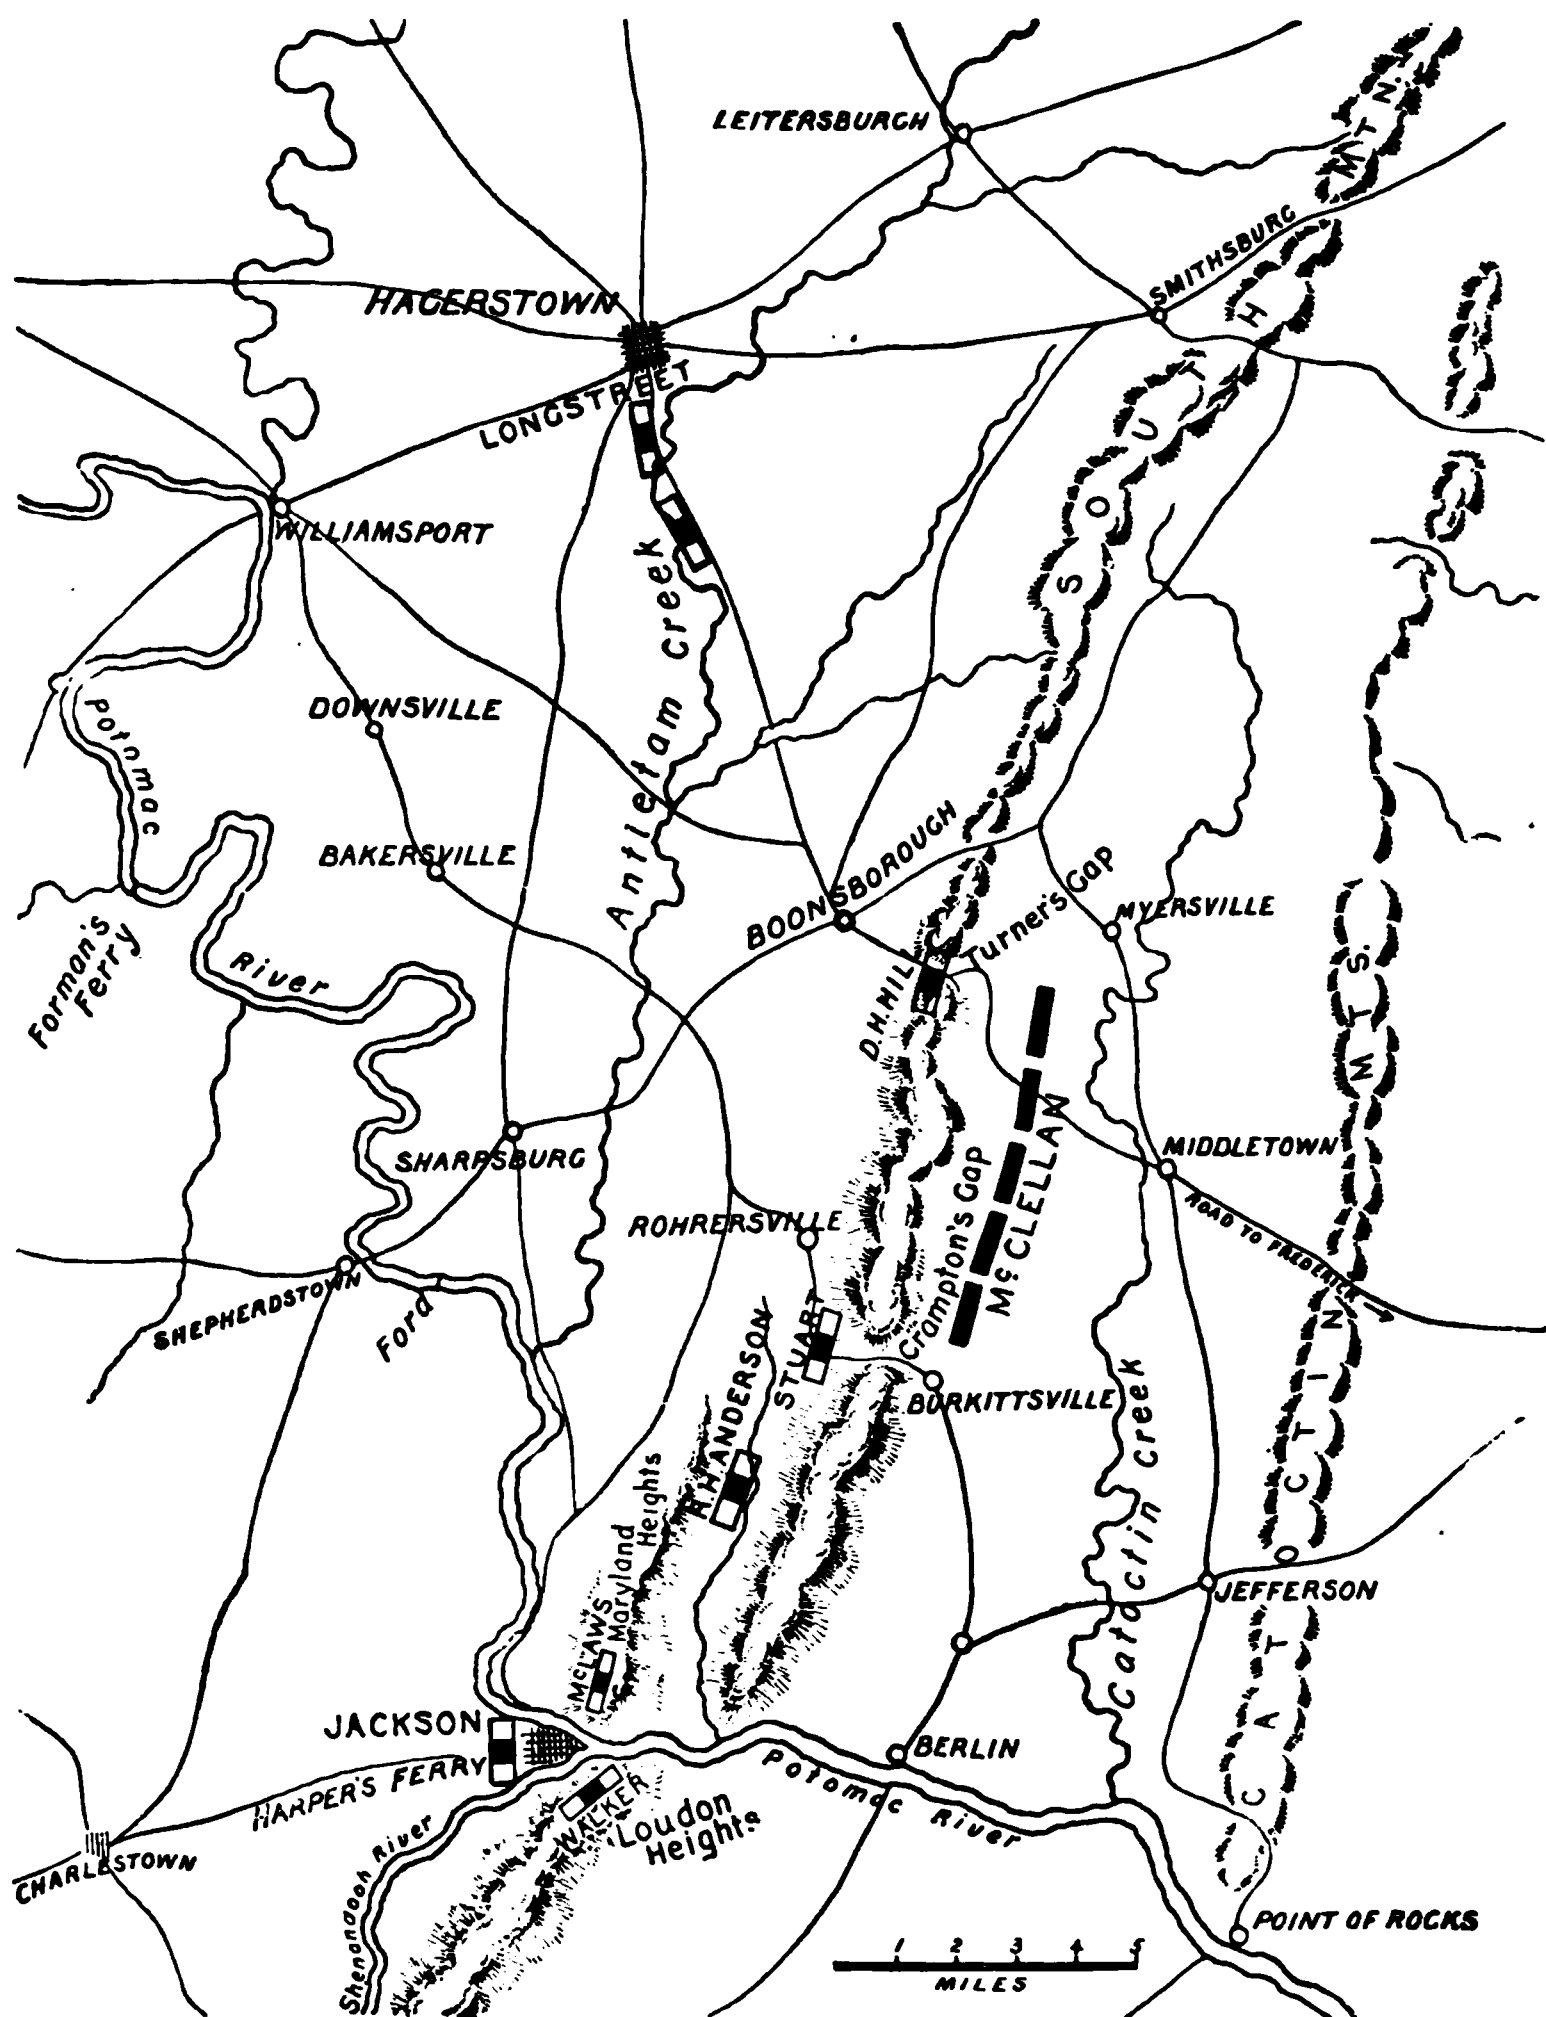 LEITERSBURGH
MTN.
SMITHSBURG
HAGERSTOWN
LONGSTREET
SOUTH
WILLIAMSPORT
Antietam Creek
DOWNSVILLE
Potomac
BAKERSVILLE
BOONSBOROUGH
Turner's Gap
MYERSVILLE
Forman's
Ferry
River
D.H.HILL
CATOCTIN MTS.
SHARPSBURG
MIDDLETOWN
ROAD TO FREDERICK
ROHRERSVILLE
Crampton's Gap
McCLELLAN
SHEPHERDSTOWN
Ford
STUART
R.H.ANDERSON
BURKITTSVILLE
Catoctin Creek
Maryland
Heights
McLAWS
JEFFERSON
JACKSON
HARPER'S FERRY
BERLIN
Potomac River
WALKER
Loudon
Heights
Shenandoah River
CHARLESTOWN
POINT OF ROCKS
1 2 3 4 5
MILES